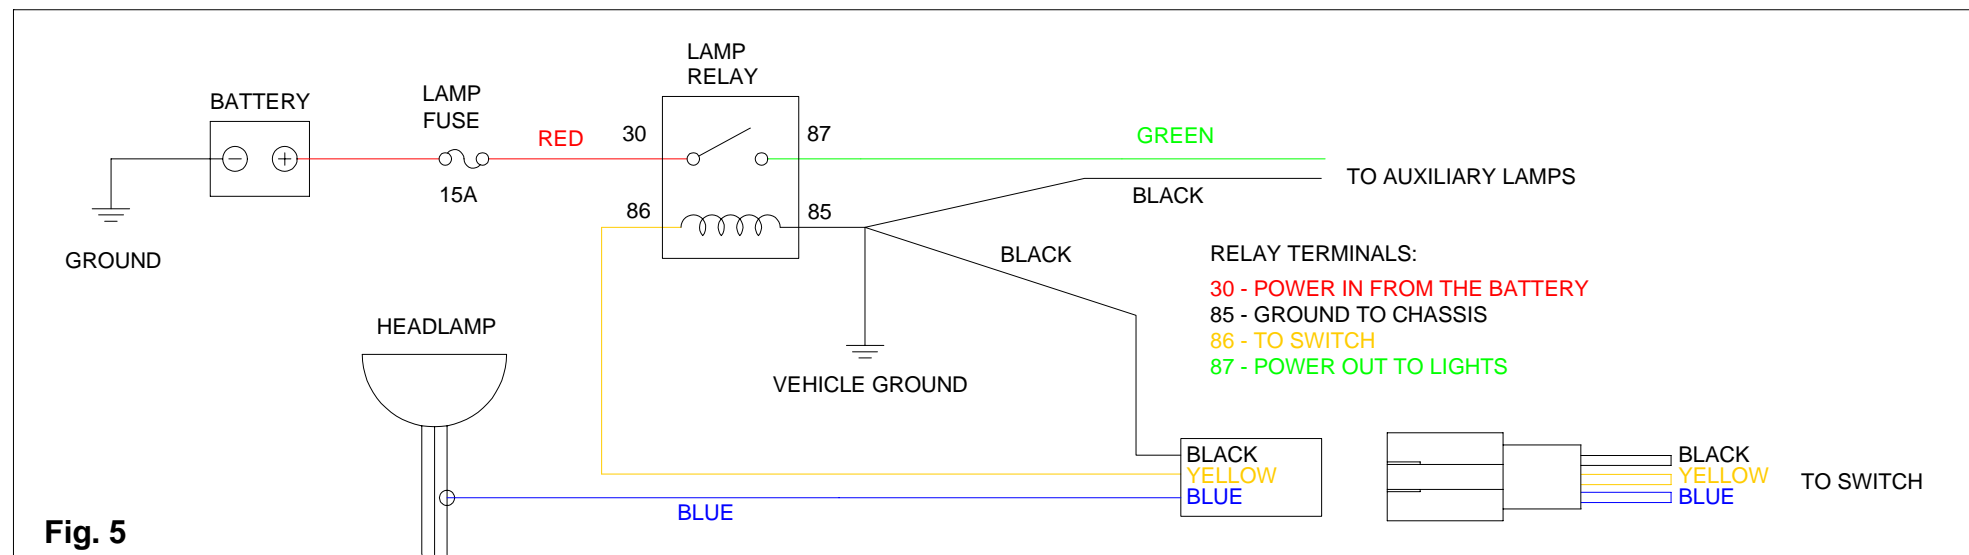 LAMP
RELAY
BATTERY
LAMP
FUSE
RED
30
87
GREEN
15A
TO AUXILIARY LAMPS
BLACK
86
85
GROUND
BLACK
RELAY TERMINALS:
30 - POWER IN FROM THE BATTERY
85 - GROUND TO CHASSIS
86 - TO SWITCH
87 - POWER OUT TO LIGHTS
HEADLAMP
VEHICLE GROUND
BLACK
YELLOW
BLUE
BLACK
YELLOW
BLUE
TO SWITCH
BLUE
Fig. 5